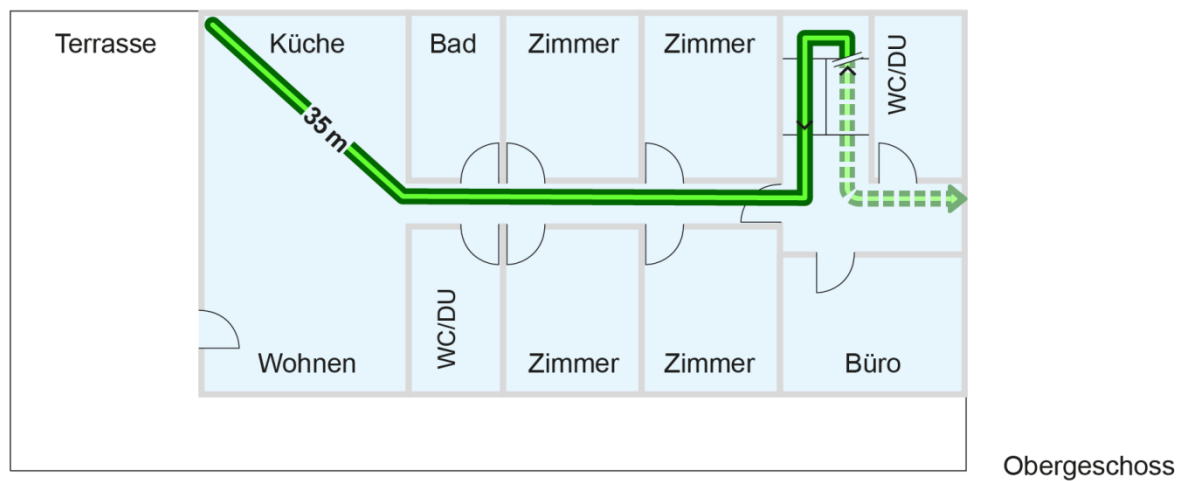 Terrasse
Küche
Bad
Zimmer
Zimmer
WC/DU
35 m
WC/DU
Wohnen
Zimmer
Zimmer
Büro
Obergeschoss